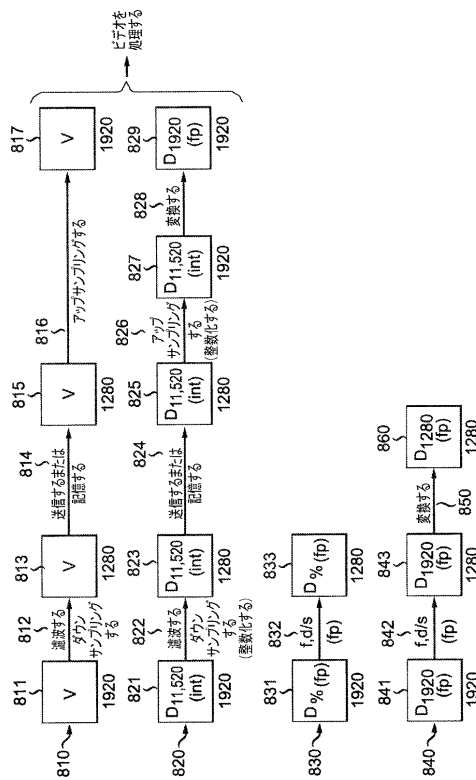 810
811
V
1920
812
濾波する
ダウン
サンプリング
する
813
V
1280
814
送信するまたは
記憶する
815
V
1280
816
アップサンプリングする
817
V
1920
ビデオを
処理する
820
821
D11,520
(int)
1920
822
濾波する
ダウン
サンプリング
する
(整数化する)
823
D11,520
(int)
1280
824
送信するまたは
記憶する
825
D11,520
(int)
1280
826
アップ
サンプリング
する
(整数化する)
827
D11,520
(int)
1920
828
変換する
829
D1920
(fp)
1920
830
831
D%(fp)
1920
832
f,d/s
(fp)
833
D%(fp)
1280
840
841
D1920
(fp)
1920
842
f,d/s
(fp)
843
D1920
(fp)
1280
変換する
850
860
D1280
(fp)
1280